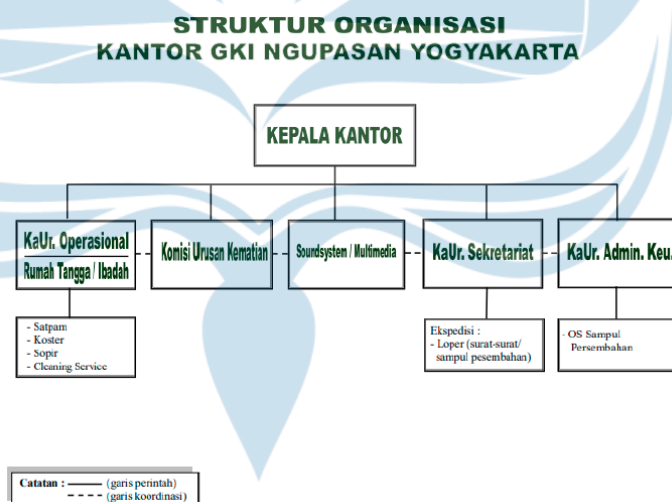 STRUKTUR ORGANISASI
KANTOR GKI NGUPASAN YOGYAKARTA
KEPALA KANTOR
KaUr. Operasional
Rumah Tangga / Ibadah
Komisi Urusan Kematian
Soundsystem / Multimedia
KaUr. Sekretariat
KaUr. Admin. Keu.
- Satpam
- Koster
- Sopir
- Cleaning Service
Ekspedisi :
- Loper (surat-surat/
sampul pesembahan)
- OS Sampul
Persembahan
Catatan : (garis perintah)
(garis koordinasi)